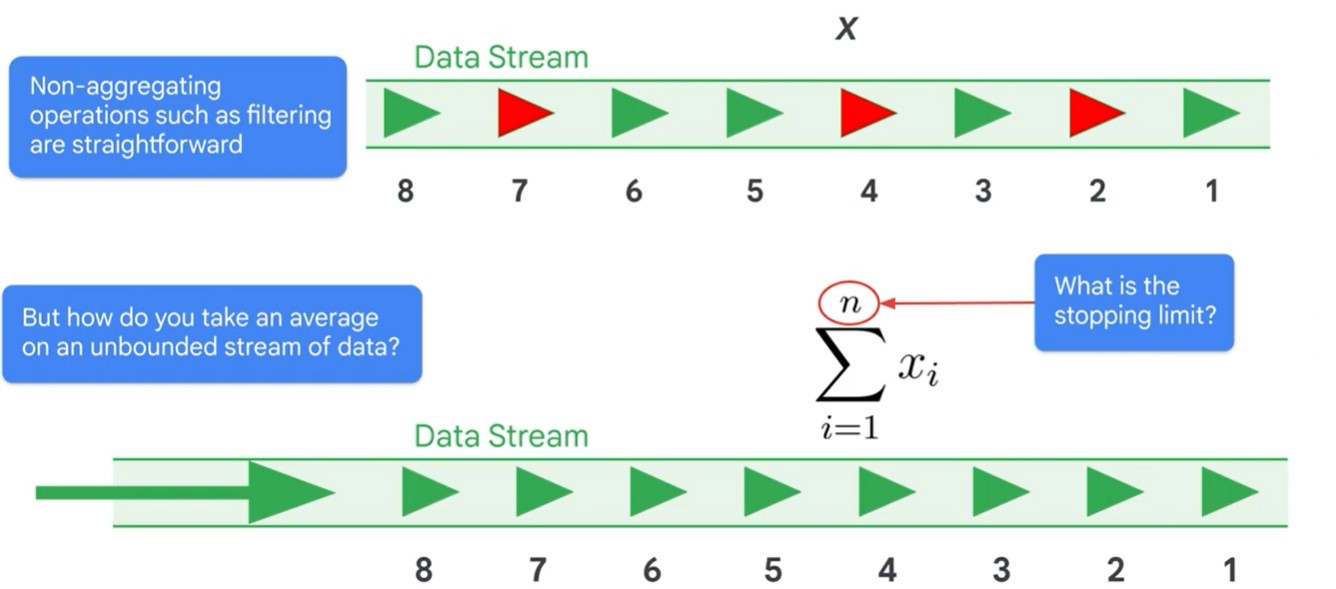 x
Data Stream
Non-aggregating
operations such as filtering
are straightforward
8 7 6 5 4 3 2 1
But how do you take an average
on an unbounded stream of data?
n
∑ xᵢ
i=1
What is the
stopping limit?
Data Stream
8 7 6 5 4 3 2 1